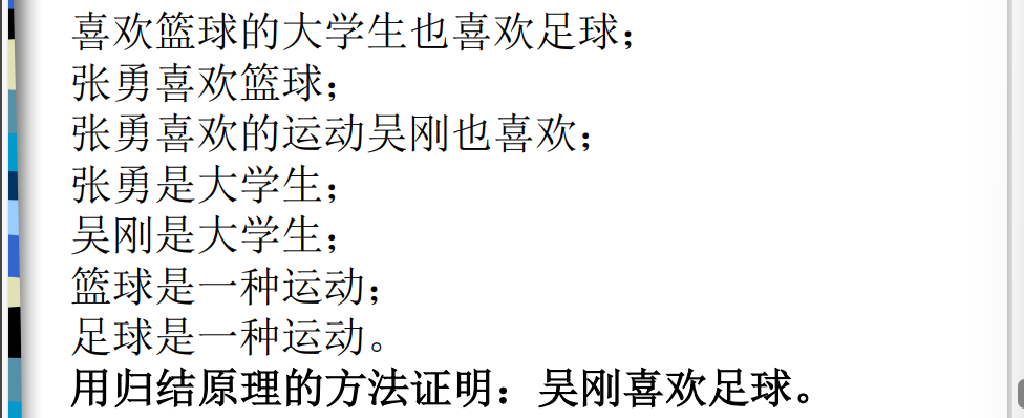 喜欢篮球的大学生也喜欢足球；
张勇喜欢篮球；
张勇喜欢的运动吴刚也喜欢；
张勇是大学生；
吴刚是大学生；
篮球是一种运动；
足球是一种运动。
用归结原理的方法证明：吴刚喜欢足球。